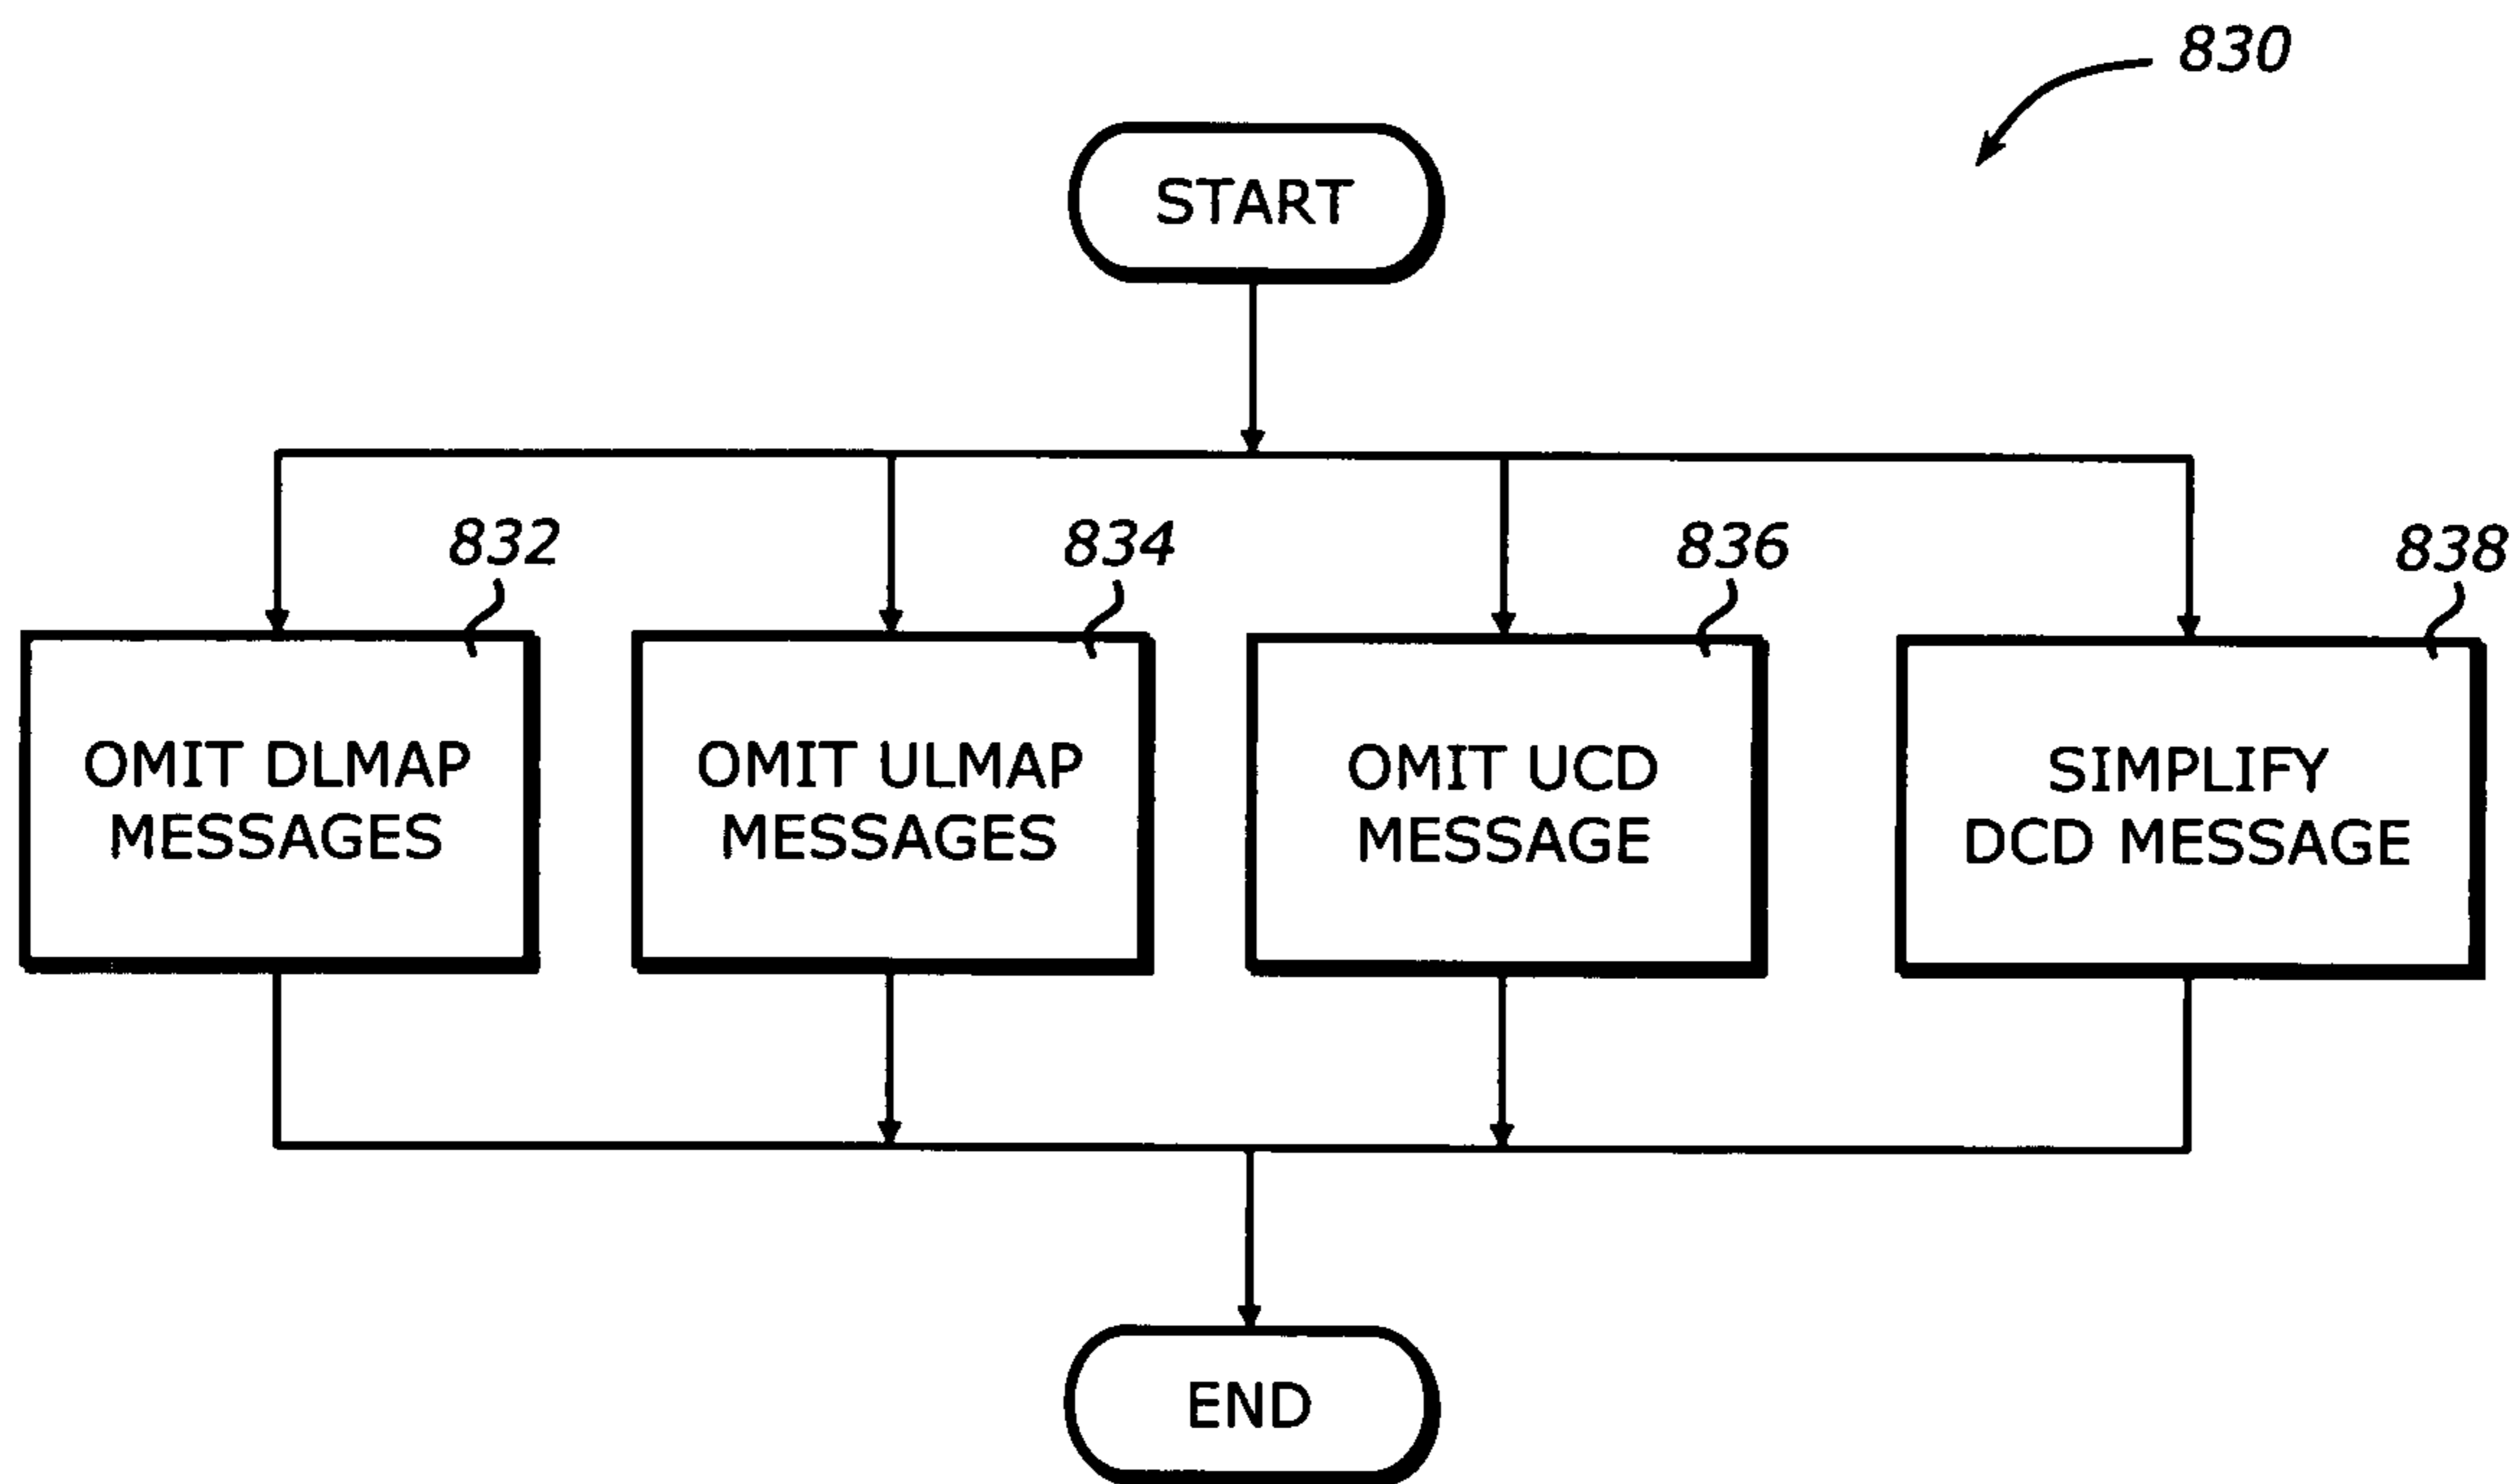 830
START
832
834
836
838
OMIT DLMAP
MESSAGES
OMIT ULMAP
MESSAGES
OMIT UCD
MESSAGE
SIMPLIFY
DCD MESSAGE
END